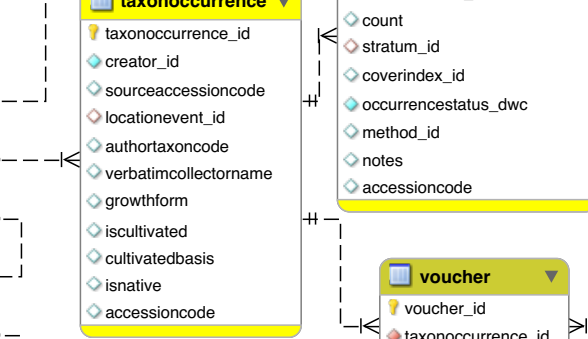 taxonoccurrence
taxonoccurrence_id
creator_id
sourceaccessioncode
locationevent_id
authortaxoncode
verbatimcollectorname
growthform
iscultivated
cultivatedbasis
isnative
accessioncode
count
stratum_id
coverindex_id
occurrencestatus_dwc
method_id
notes
accessioncode
voucher
voucher_id
taxonoccurrence_id